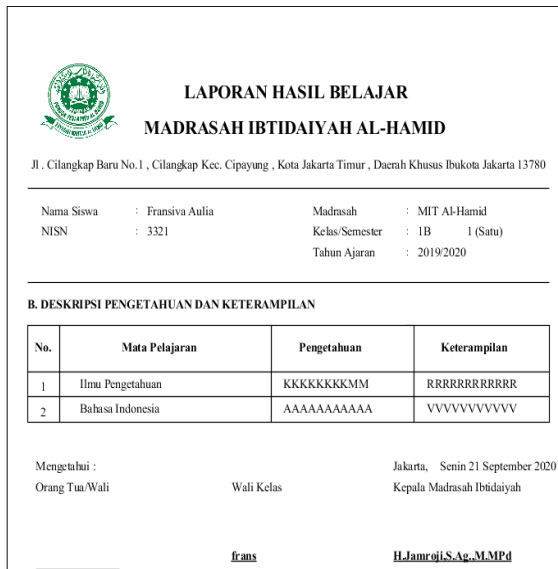 LAPORAN HASIL BELAJAR
MADRASAH IBTIDAIYAH AL-HAMID
Jl . Cilangkap Baru No.1 , Cilangkap Kec. Cipayung , Kota Jakarta Timur , Daerah Khusus Ibukota Jakarta 13780
Nama Siswa : Fransiva Aulia Madrasah : MIT Al-Hamid
NISN : 3321 Kelas/Semester : 1B 1 (Satu)
Tahun Ajaran : 2019/2020
B. DESKRIPSI PENGETAHUAN DAN KETERAMPILAN
No. Mata Pelajaran Pengetahuan Keterampilan
1 Ilmu Pengetahuan KKKKKKKKMM RRRRRRRRRRRR
2 Bahasa Indonesia AAAAAAAAAAA VVVVVVVVVVV
Mengetahui : Jakarta, Senin 21 September 2020
Orang Tua/Wali Wali Kelas Kepala Madrasah Ibtidaiyah
frans H.Jamroji,S.Ag.,M.MPd